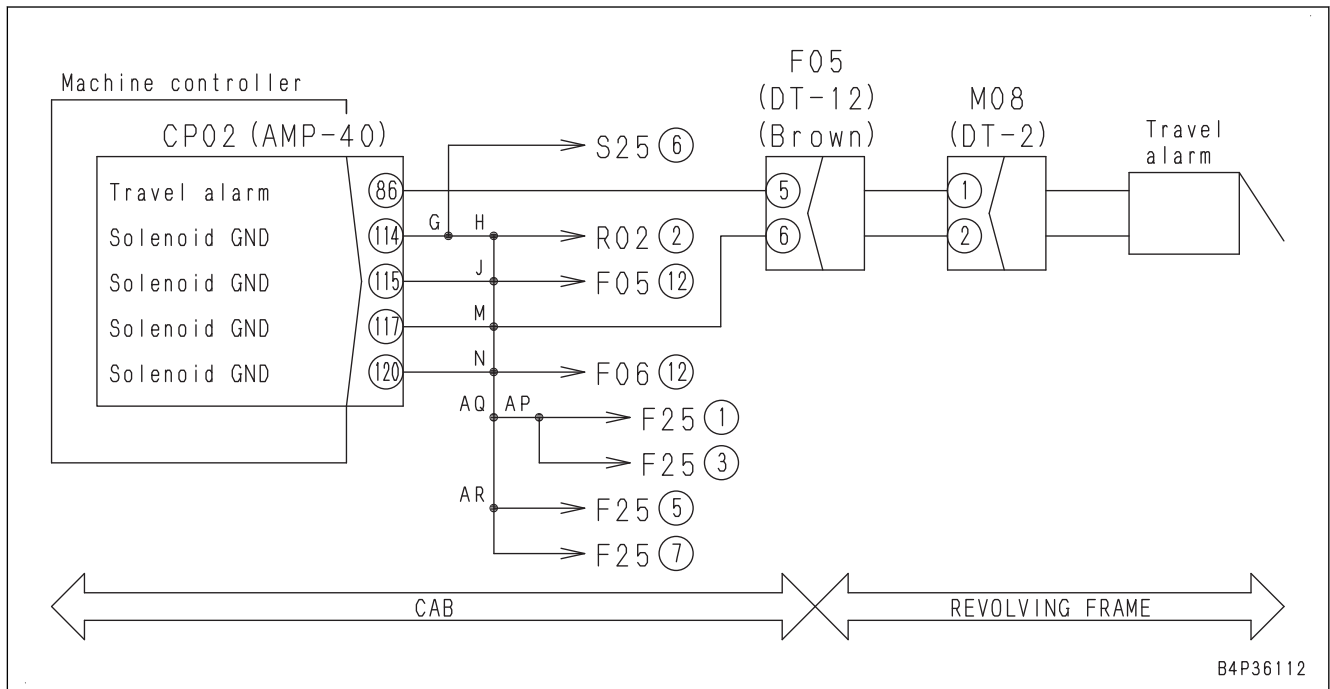 Machine controller
CP02 (AMP-40)
F05
(DT-12)
(Brown)
M08
(DT-2)
Travel
alarm
Travel alarm 86
Solenoid GND 114
Solenoid GND 115
Solenoid GND 117
Solenoid GND 120
G H
J
M
N
AQ AP
AR
S25 6
R02 2
F05 12
F06 12
F25 1
F25 3
F25 5
F25 7
5
6
1
2
CAB
REVOLVING FRAME
B4P36112